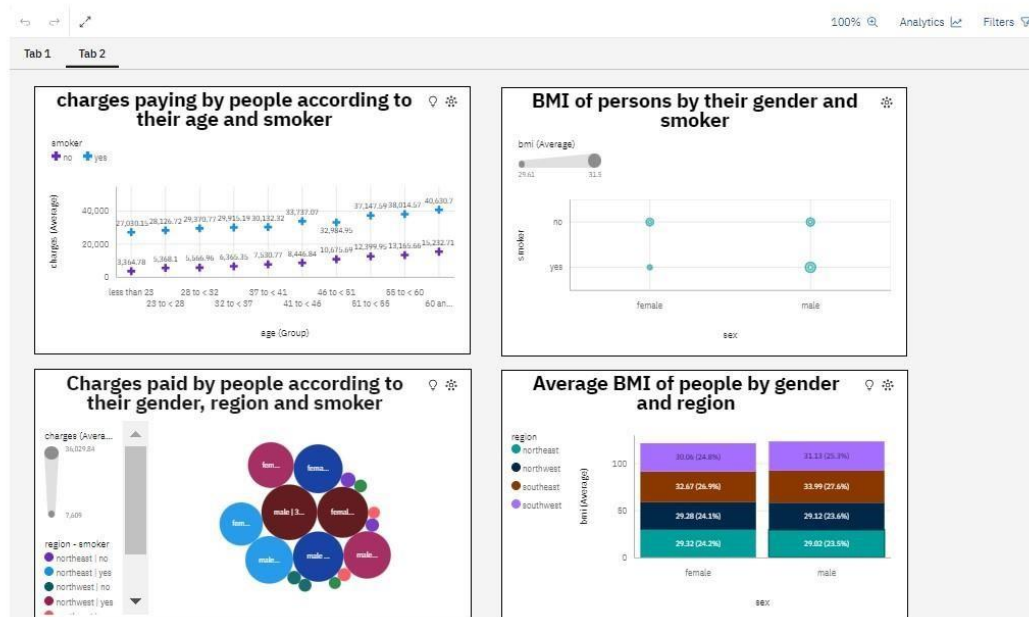 100% Analytics Filters
Tab 1 Tab 2
charges paying by people according to
their age and smoker
smoker
no yes
charges (Average)
40,000
20,000
0
27,030.15 28,126.72 29,370.77 29,915.19 30,132.32 33,737.07 32,984.95 37,147.59 38,014.57 40,630.7
3,364.78 5,368.1 5,566.96 6,365.35 7,530.77 8,446.84 10,675.69 12,399.95 13,165.66 15,232.71
less than 23 28 to < 32 37 to < 41 46 to < 51 55 to < 60
23 to < 28 32 to < 37 41 to < 46 51 to < 55 60 an...
age (Group)
BMI of persons by their gender and
smoker
bmi (Average)
29.61 31.5
smoker
no
yes
female male
sex
Charges paid by people according to
their gender, region and smoker
charges (Avera...
36,029.84
7,609
region - smoker
northeast | no
northeast | yes
northwest | no
northwest | yes
fem... fema...
fem... male | 3... femal...
male... male ... male...
Average BMI of people by gender
and region
region
northeast
northwest
southeast
southwest
bmi (Average)
100
50
0
30.06 (24.8%) 31.13 (25.3%)
32.67 (26.9%) 33.99 (27.6%)
29.28 (24.1%) 29.12 (23.6%)
29.32 (24.2%) 29.02 (23.5%)
female male
sex